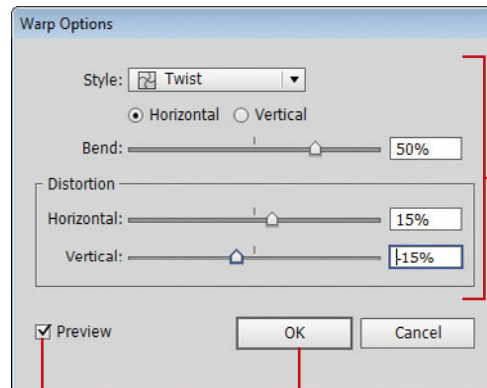 Warp Options
Style: Twist
Horizontal Vertical
Bend: 50%
Distortion
Horizontal: 15%
Vertical: -15%
Preview OK Cancel